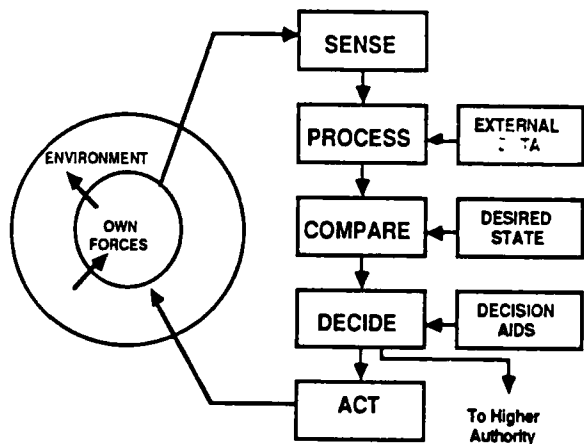 SENSE
PROCESS
EXTERNAL
ENVIRONMENT
OWN
FORCES
COMPARE
DESIRED
STATE
DECIDE
DECISION
AIDS
ACT
To Higher
Authority